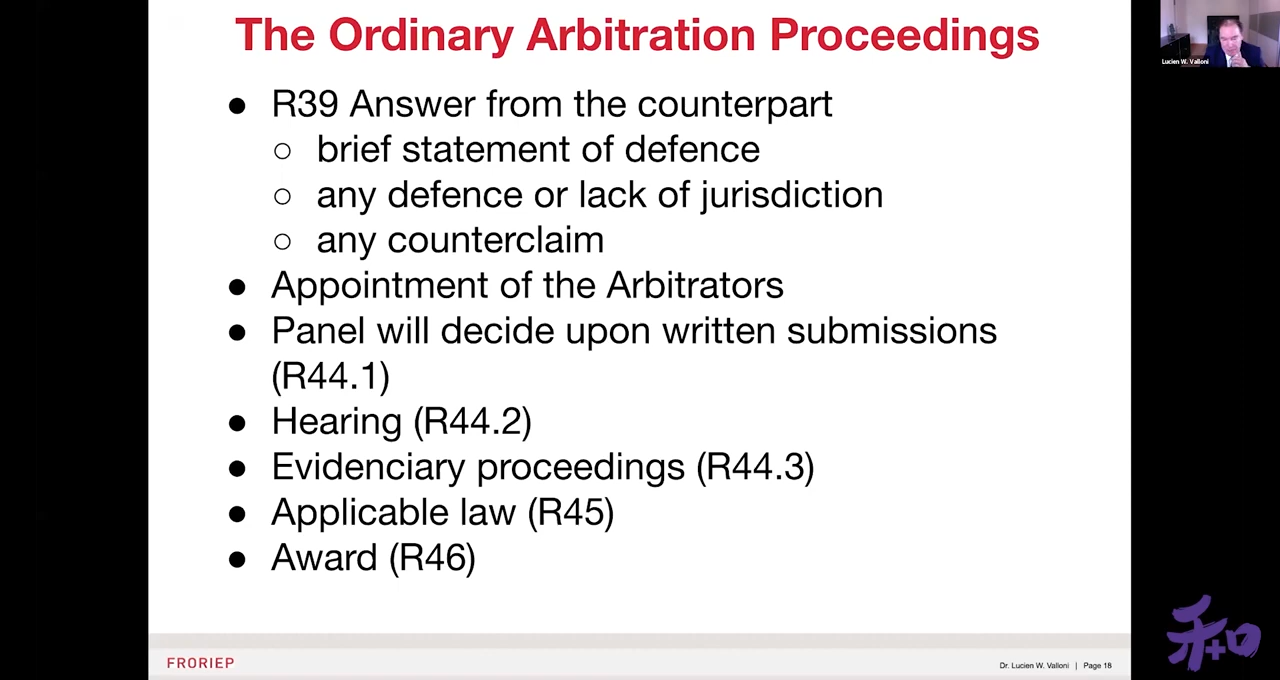 The Ordinary Arbitration Proceedings
Lucien W. Valloni
● R39 Answer from the counterpart
○ brief statement of defence
○ any defence or lack of jurisdiction
○ any counterclaim
● Appointment of the Arbitrators
● Panel will decide upon written submissions
(R44.1)
● Hearing (R44.2)
● Evidenciary proceedings (R44.3)
● Applicable law (R45)
● Award (R46)
FRORIEP
Dr. Lucien W. Valloni | Page 18
和